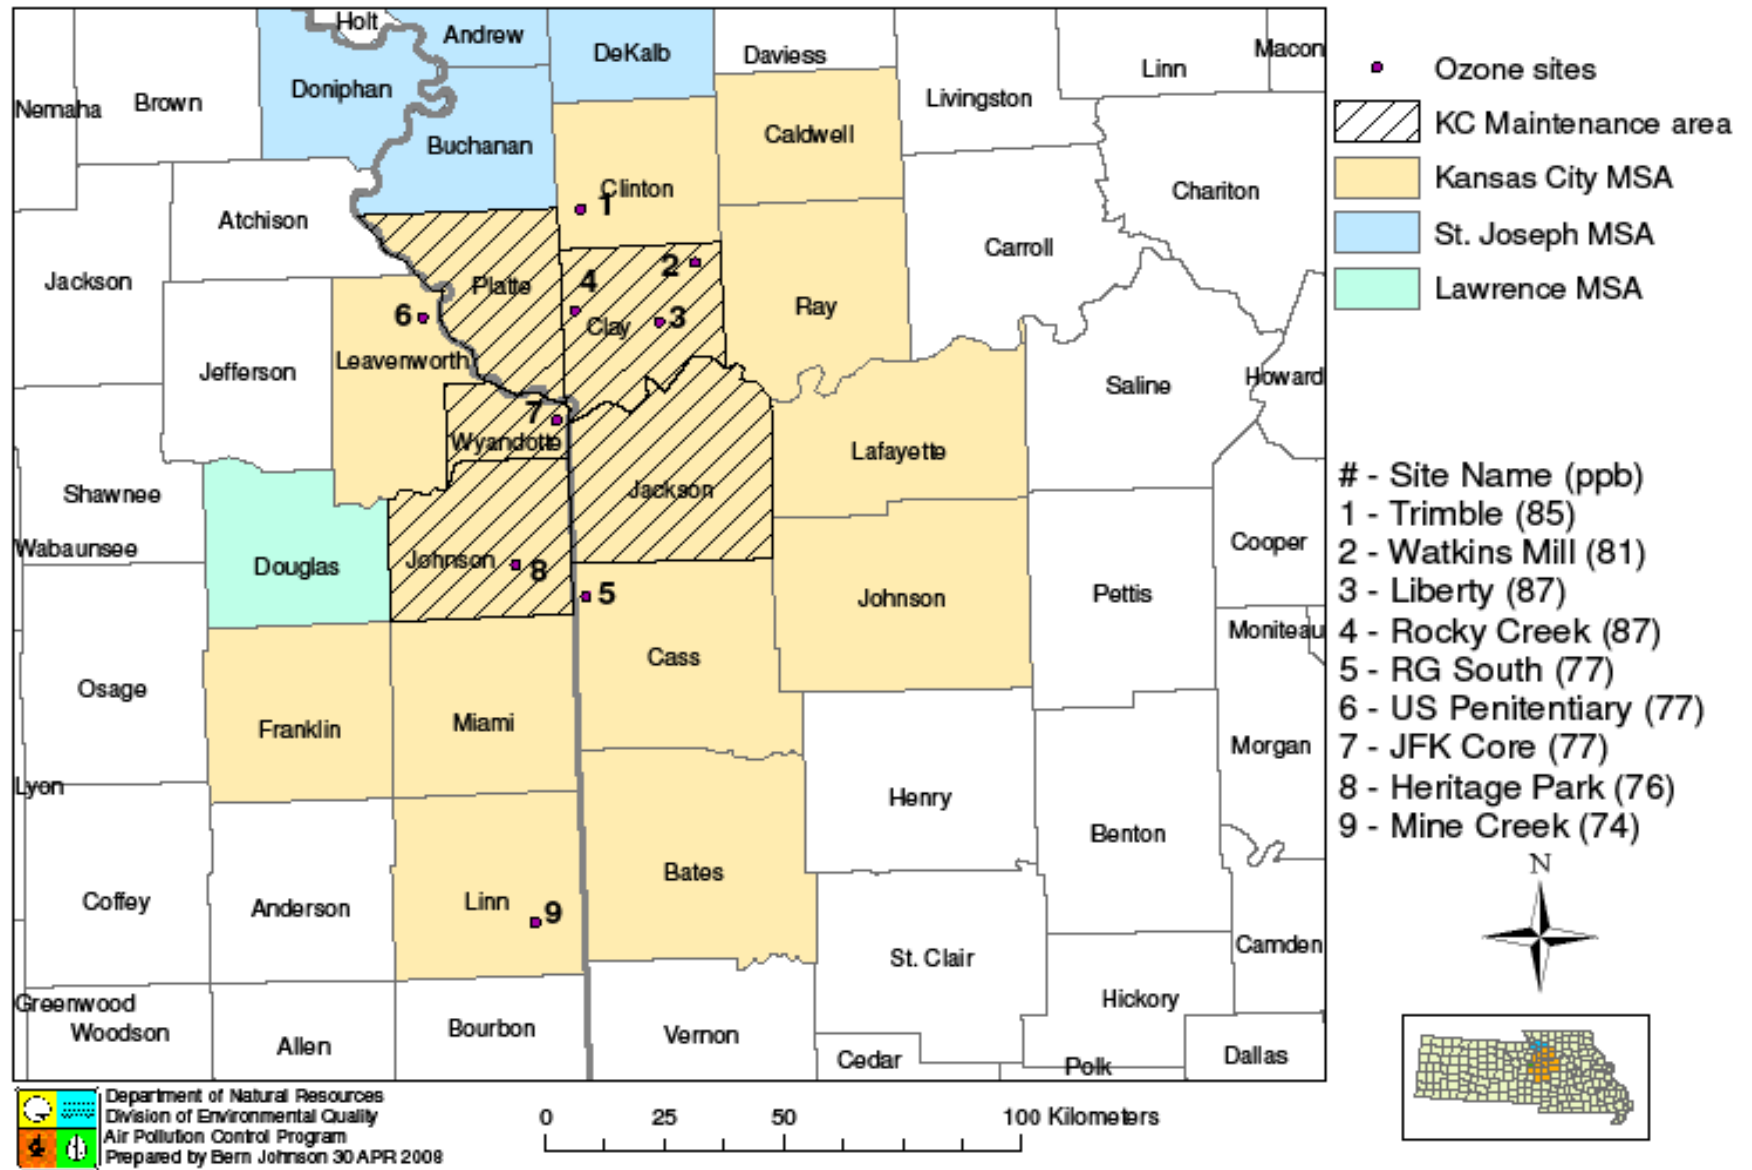 Holt
Andrew
DeKalb
Daviess
Macon
Linn
Nemaha
Brown
Doniphan
Livingston
Buchanan
Caldwell
Clinton
1
Chariton
Atchison
Carroll
Jackson
Platte
4
2
Ray
6
Clay
3
Leavenworth
Jefferson
Saline
Howard
7
Wyandotte
Lafayette
Shawnee
Jackson
Wabaunsee
Douglas
Johnson
8
5
Johnson
Pettis
Cooper
Moniteau
Cass
Osage
Franklin
Miami
Morgan
Lyon
Henry
Benton
Bates
Coffey
Anderson
Linn
9
St. Clair
Camden
Greenwood
Woodson
Allen
Bourbon
Vernon
Hickory
Cedar
Polk
Dallas
Ozone sites
KC Maintenance area
Kansas City MSA
St. Joseph MSA
Lawrence MSA
# - Site Name (ppb)
1 - Trimble (85)
2 - Watkins Mill (81)
3 - Liberty (87)
4 - Rocky Creek (87)
5 - RG South (77)
6 - US Penitentiary (77)
7 - JFK Core (77)
8 - Heritage Park (76)
9 - Mine Creek (74)
N
Department of Natural Resources
Division of Environmental Quality
Air Pollution Control Program
Prepared by Bern Johnson 30 APR 2008
0 25 50 100 Kilometers